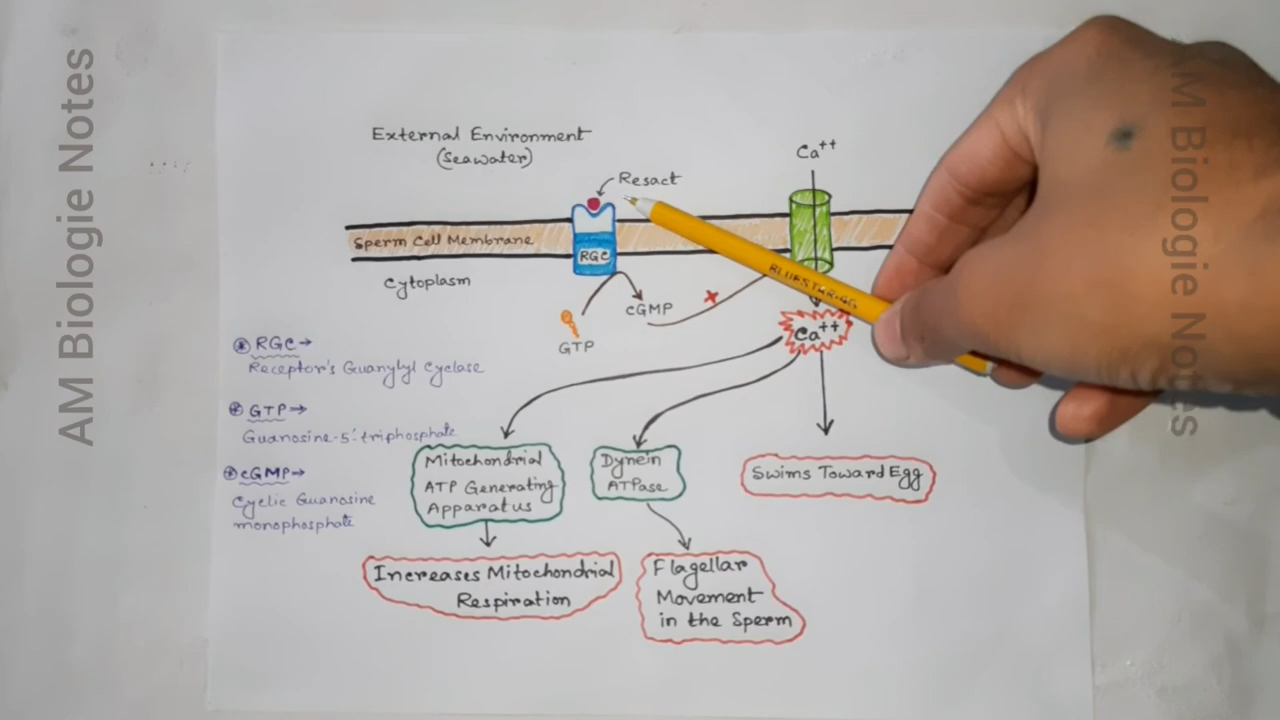 AM Biologie Notes
External Environment
(Seawater)
Resact
Ca++
Sperm Cell Membrane
RGC
Cytoplasm
cGMP
GTP
Ca++
BLUESTAR-GG
⊛ RGC→
Receptor's Guanylyl Cyclase
⊛ GTP→
Guanosine-5'-triphosphate
⊛ cGMP→
Cyclic Guanosine
monophosphate
Mitochondrial
ATP Generating
Apparatus
Dynein
ATPase
Swims Toward Egg
Increases Mitochondrial
Respiration
Flagellar
Movement
in the Sperm
AM Biologie Notes